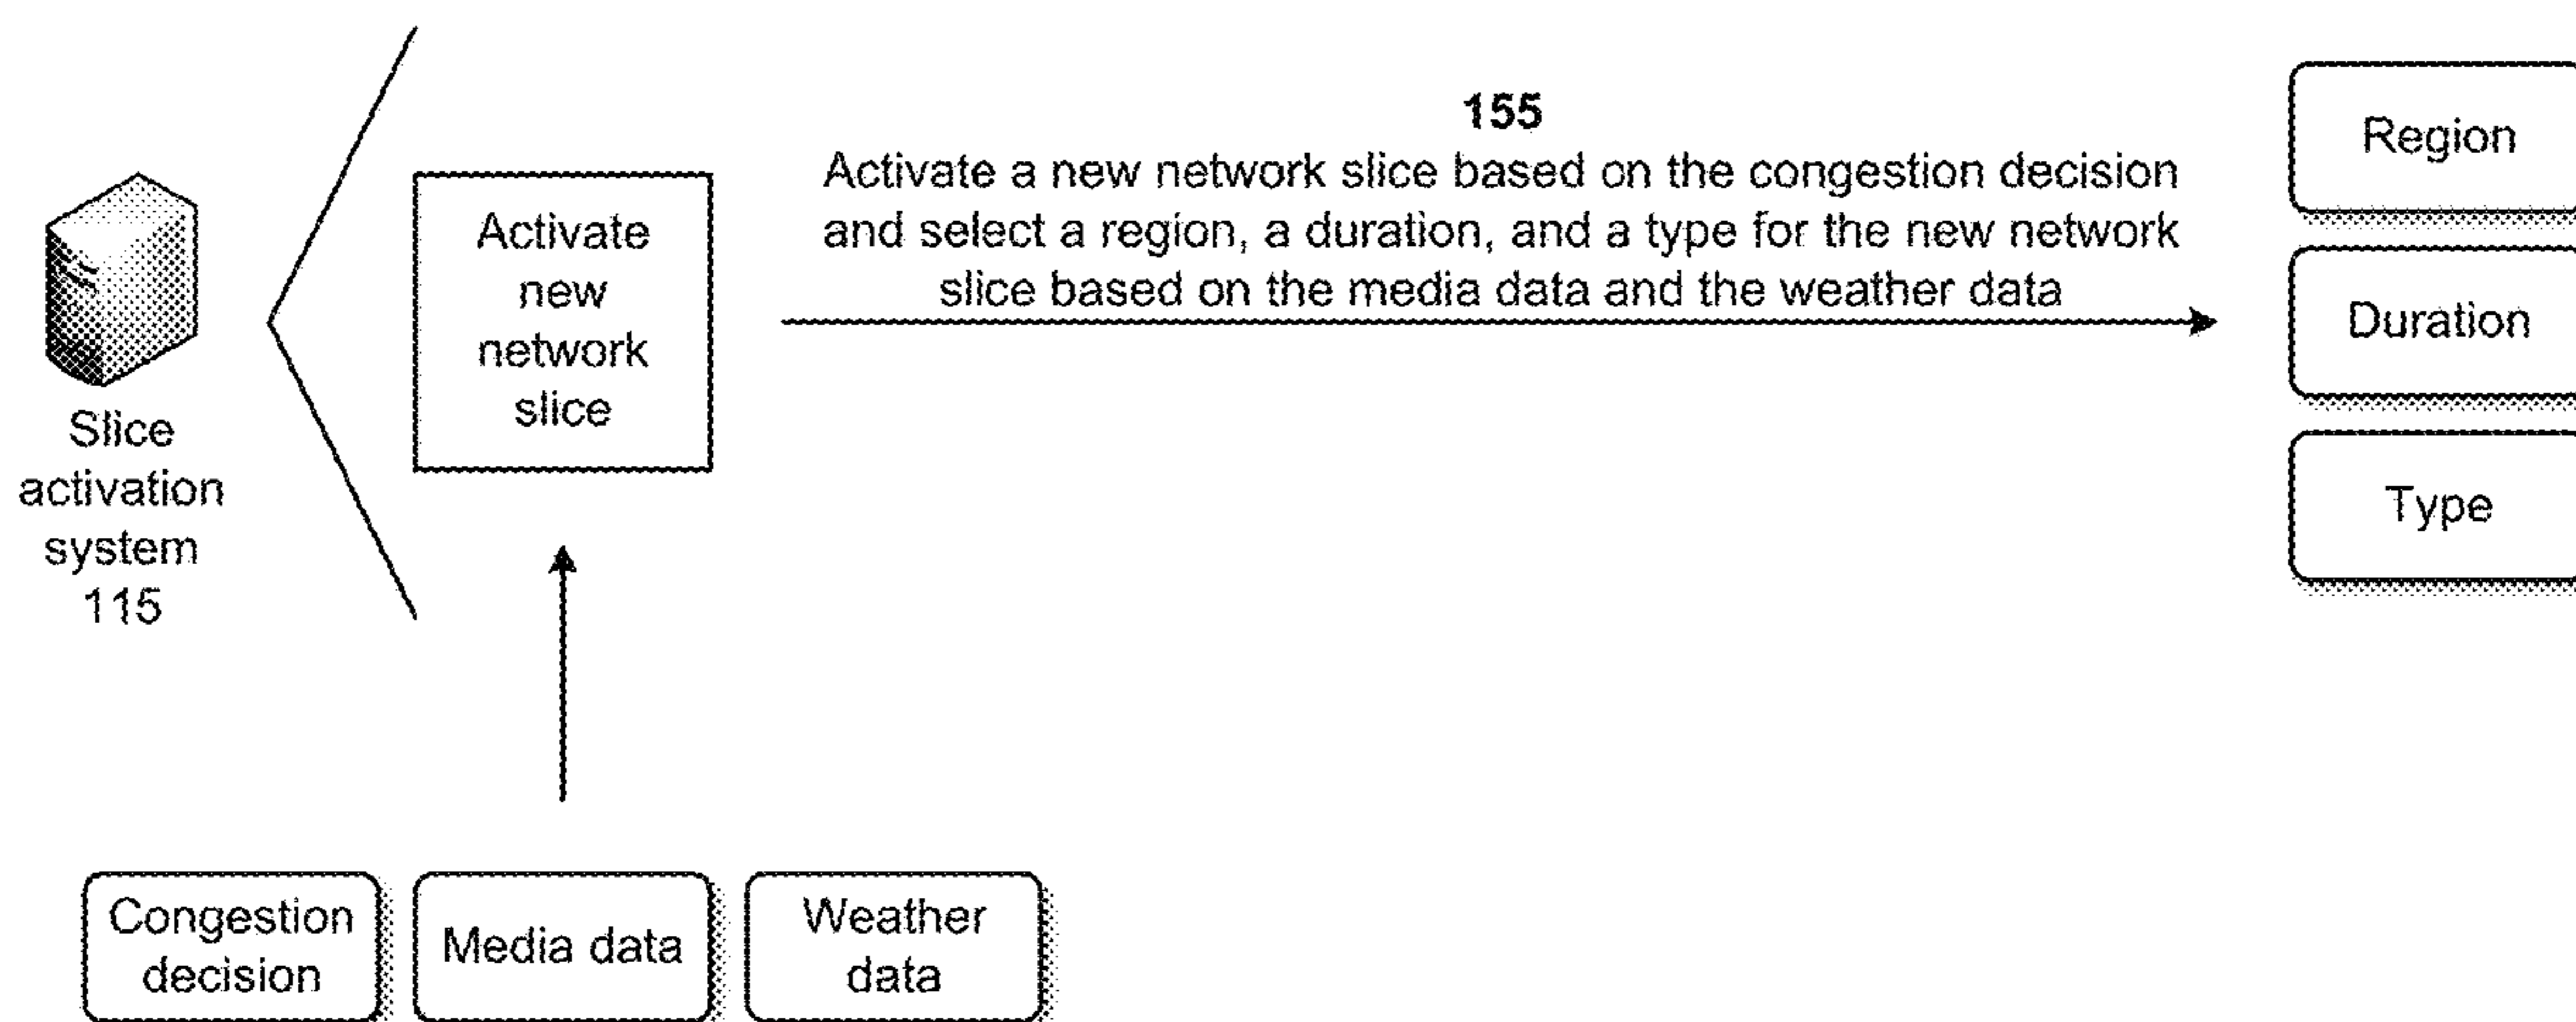 155
Activate a new network slice based on the congestion decision
and select a region, a duration, and a type for the new network
slice based on the media data and the weather data
Region
Duration
Type
Activate
new
network
slice
Slice
activation
system
115
Congestion
decision
Media data
Weather
data